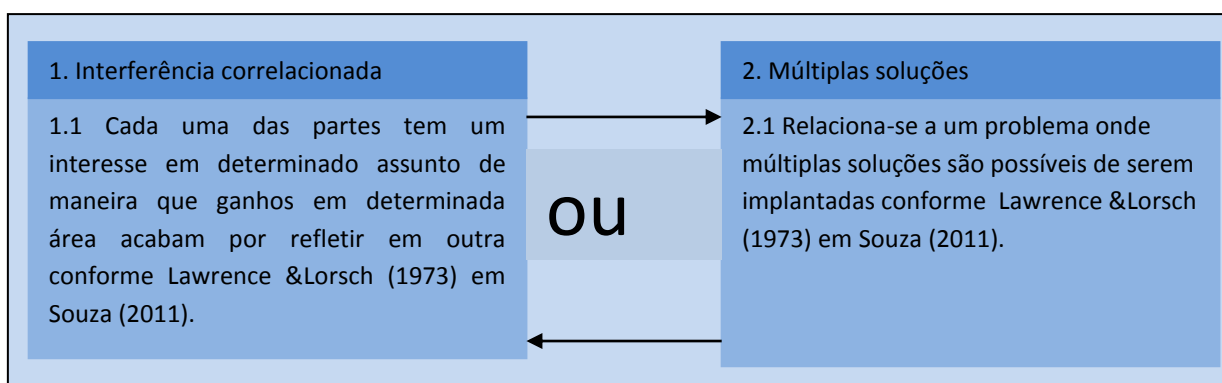 1. Interferência correlacionada
1.1 Cada uma das partes tem um
interesse em determinado assunto de
maneira que ganhos em determinada
área acabam por refletir em outra
conforme Lawrence &Lorsch (1973) em
Souza (2011).
ou
2. Múltiplas soluções
2.1 Relaciona-se a um problema onde
múltiplas soluções são possíveis de serem
implantadas conforme Lawrence &Lorsch
(1973) em Souza (2011).